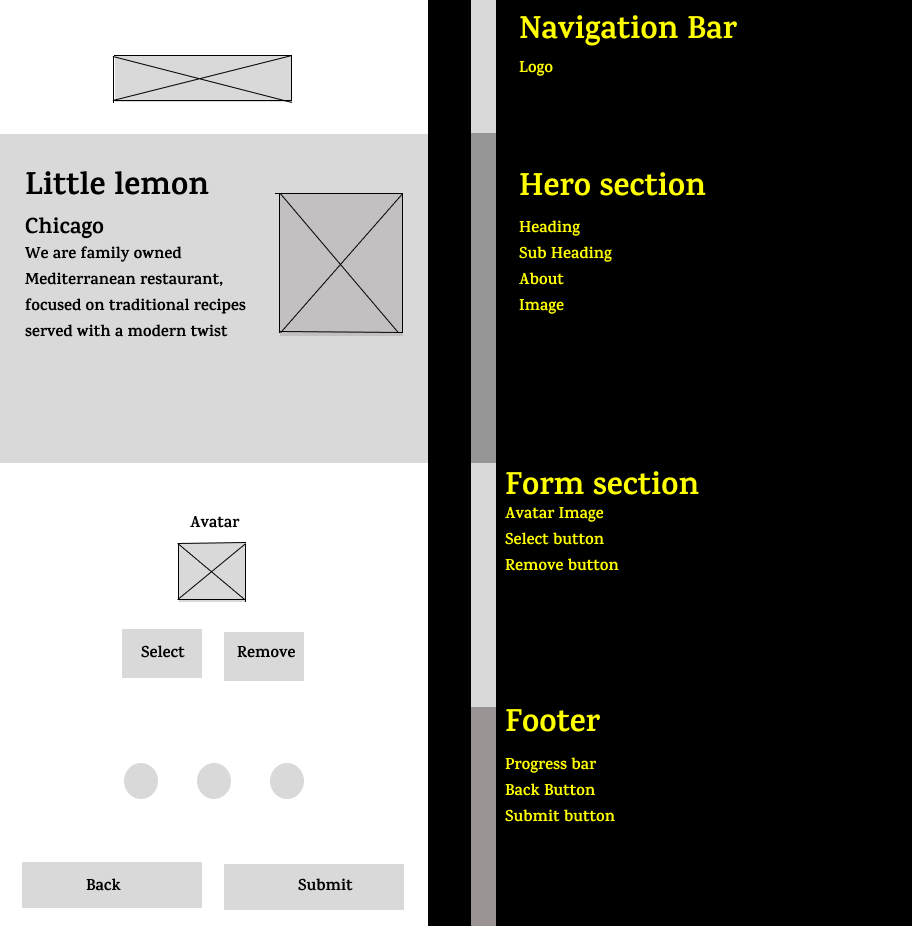 Navigation Bar
Logo
Little lemon
Chicago
We are family owned
Mediterranean restaurant,
focused on traditional recipes
served with a modern twist
Hero section
Heading
Sub Heading
About
Image
Avatar
Select
Remove
Form section
Avatar Image
Select button
Remove button
Back
Submit
Footer
Progress bar
Back Button
Submit button